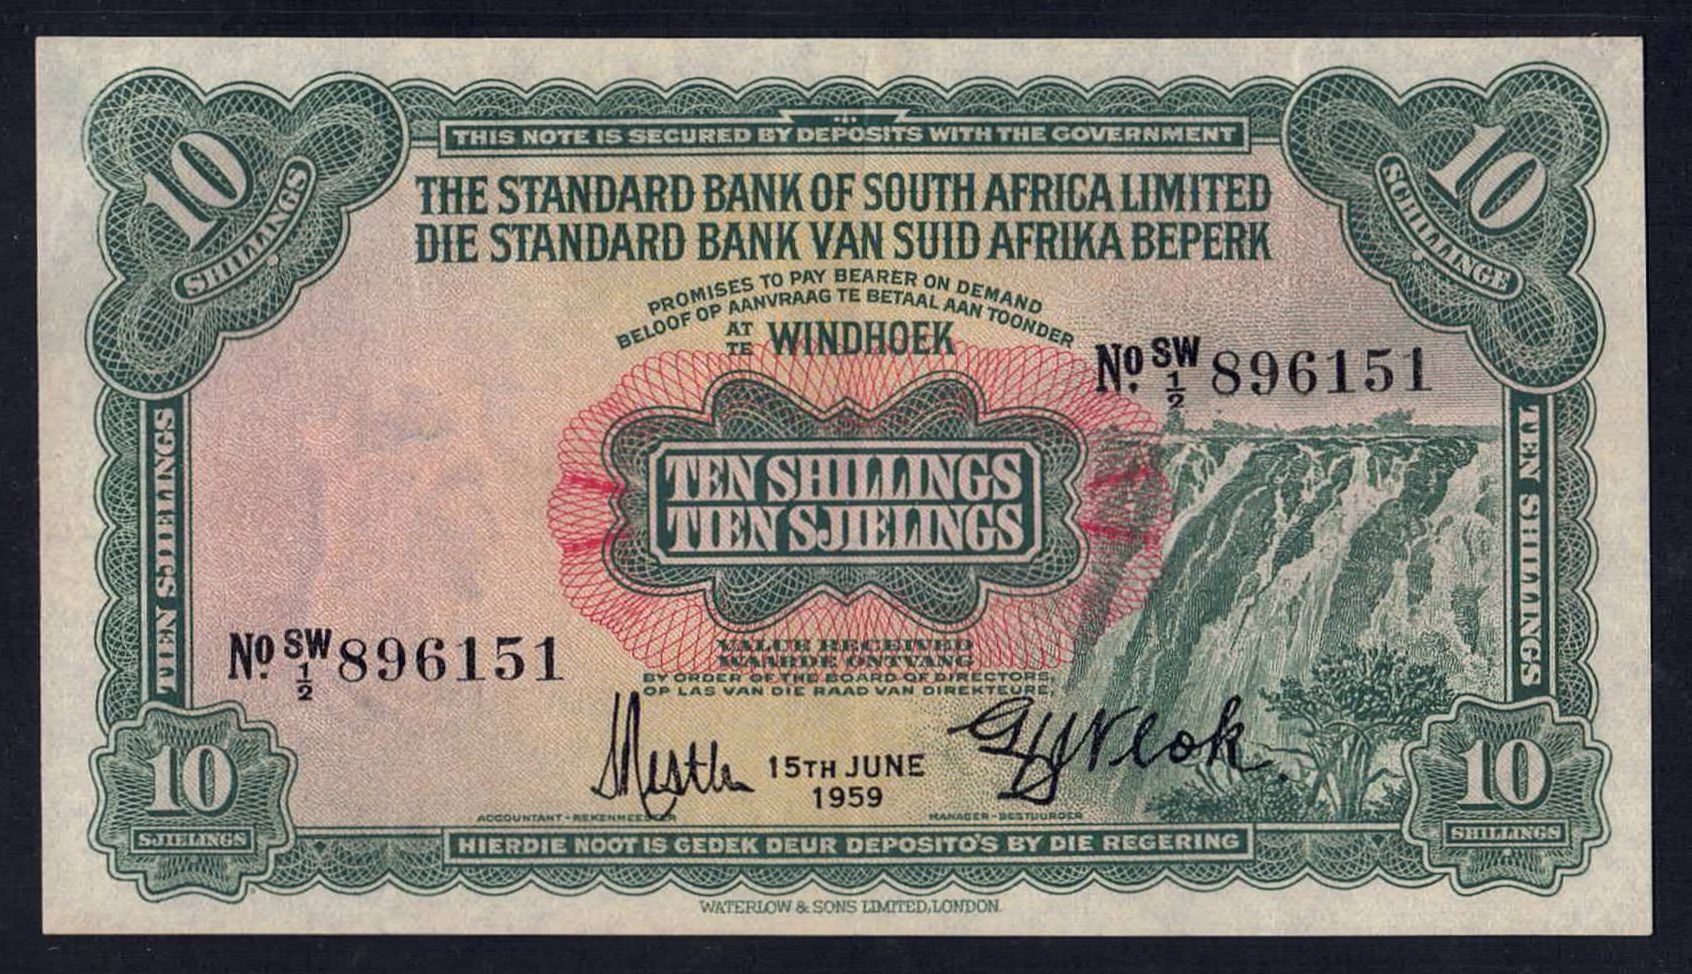 THIS NOTE IS SECURED BY DEPOSITS WITH THE GOVERNMENT
10
SHILLINGS
10
SCHILLINGE
THE STANDARD BANK OF SOUTH AFRICA LIMITED
DIE STANDARD BANK VAN SUID AFRIKA BEPERK
PROMISES TO PAY BEARER ON DEMAND
BELOOF OP AANVRAAG TE BETAAL AAN TOONDER
AT
TE WINDHOEK
No. SW 1/2 896151
TIEN SJIELINGS
TEN SHILLINGS
TEN SHILLINGS
TIEN SJIELINGS
No. SW 1/2 896151
VALUE RECEIVED
WAARDE ONTVANG
BY ORDER OF THE BOARD OF DIRECTORS,
OP LAS VAN DIE RAAD VAN DIREKTEURE,
15TH JUNE
1959
ACCOUNTANT-REKENMEESTER
MANAGER-BESTUURDER
10
SJIELINGS
10
SHILLINGS
HIERDIE NOOT IS GEDEK DEUR DEPOSITO'S BY DIE REGERING
WATERLOW & SONS LIMITED, LONDON.